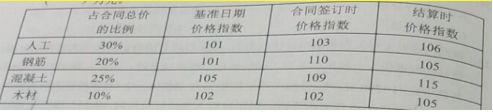 占合同总价的比例 基准日期价格指数 合同签订时价格指数 结算时价格指数
人工 30% 101 103 106
钢筋 20% 101 110 105
混凝土 25% 105 109 115
木材 10% 102 102 105